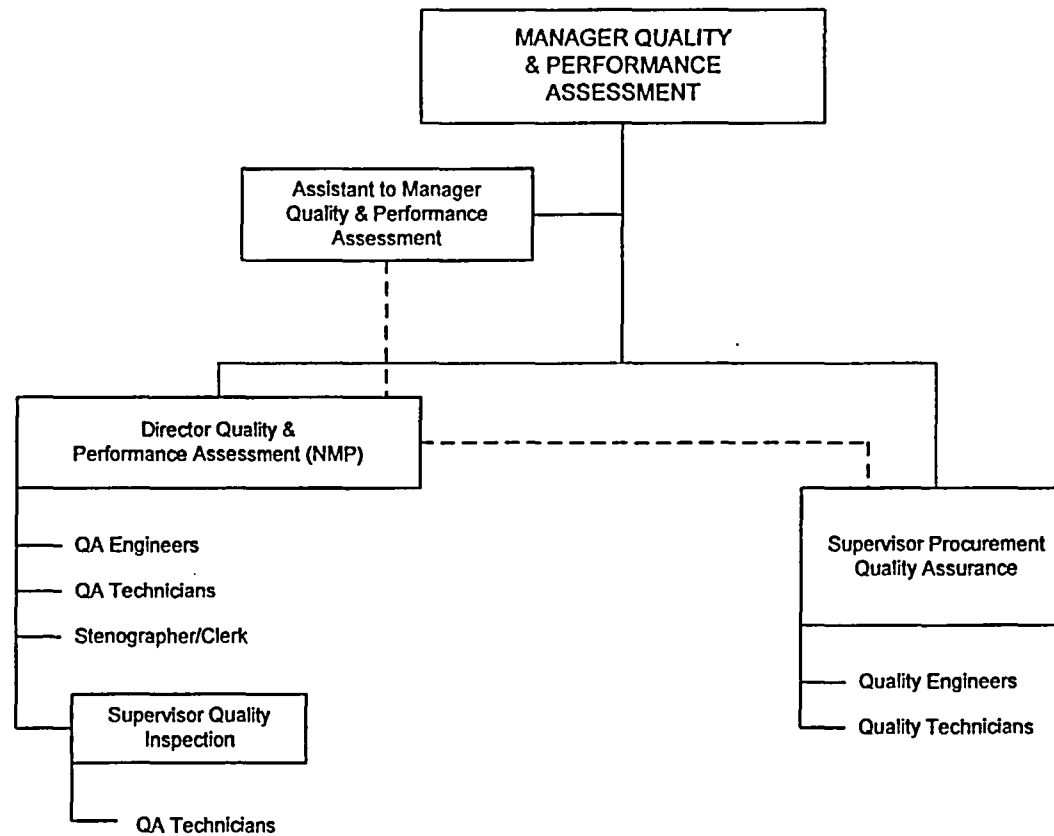 MANAGER QUALITY
& PERFORMANCE
ASSESSMENT
Assistant to Manager
Quality & Performance
Assessment
Director Quality &
Performance Assessment (NMP)
QA Engineers
QA Technicians
Stenographer/Clerk
Supervisor Quality
Inspection
QA Technicians
Supervisor Procurement
Quality Assurance
Quality Engineers
Quality Technicians